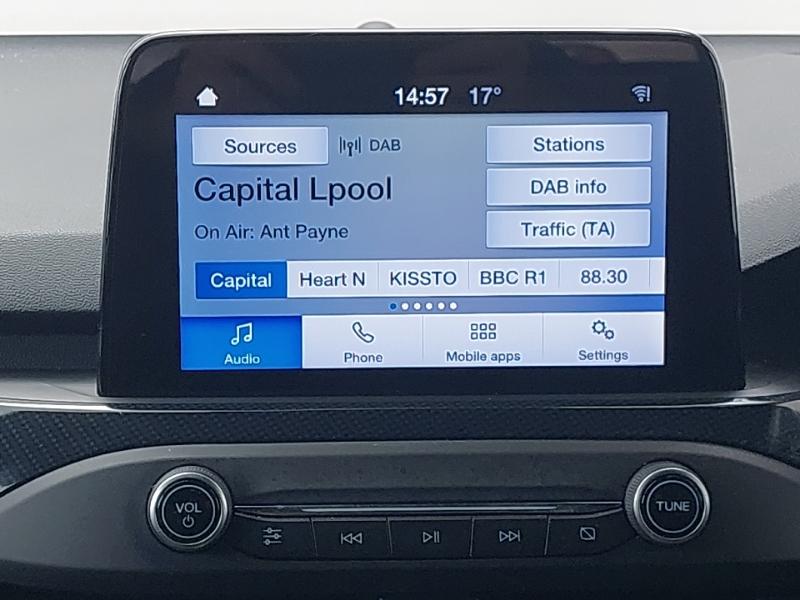 14:57 17°
Sources DAB Stations
Capital Lpool
DAB info
On Air: Ant Payne
Traffic (TA)
Capital Heart N KISSTO BBC R1 88.30
Audio Phone Mobile apps Settings
VOL TUNE